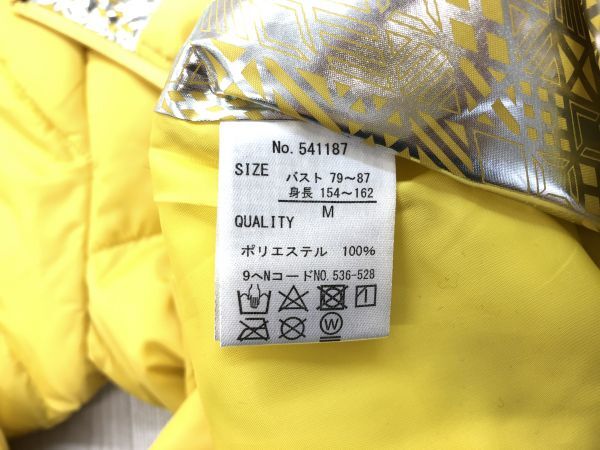 No. 541187
SIZE バスト 79～87
身長 154～162
M
QUALITY
ポリエステル 100%
9ヘNコードNO.536-528
W